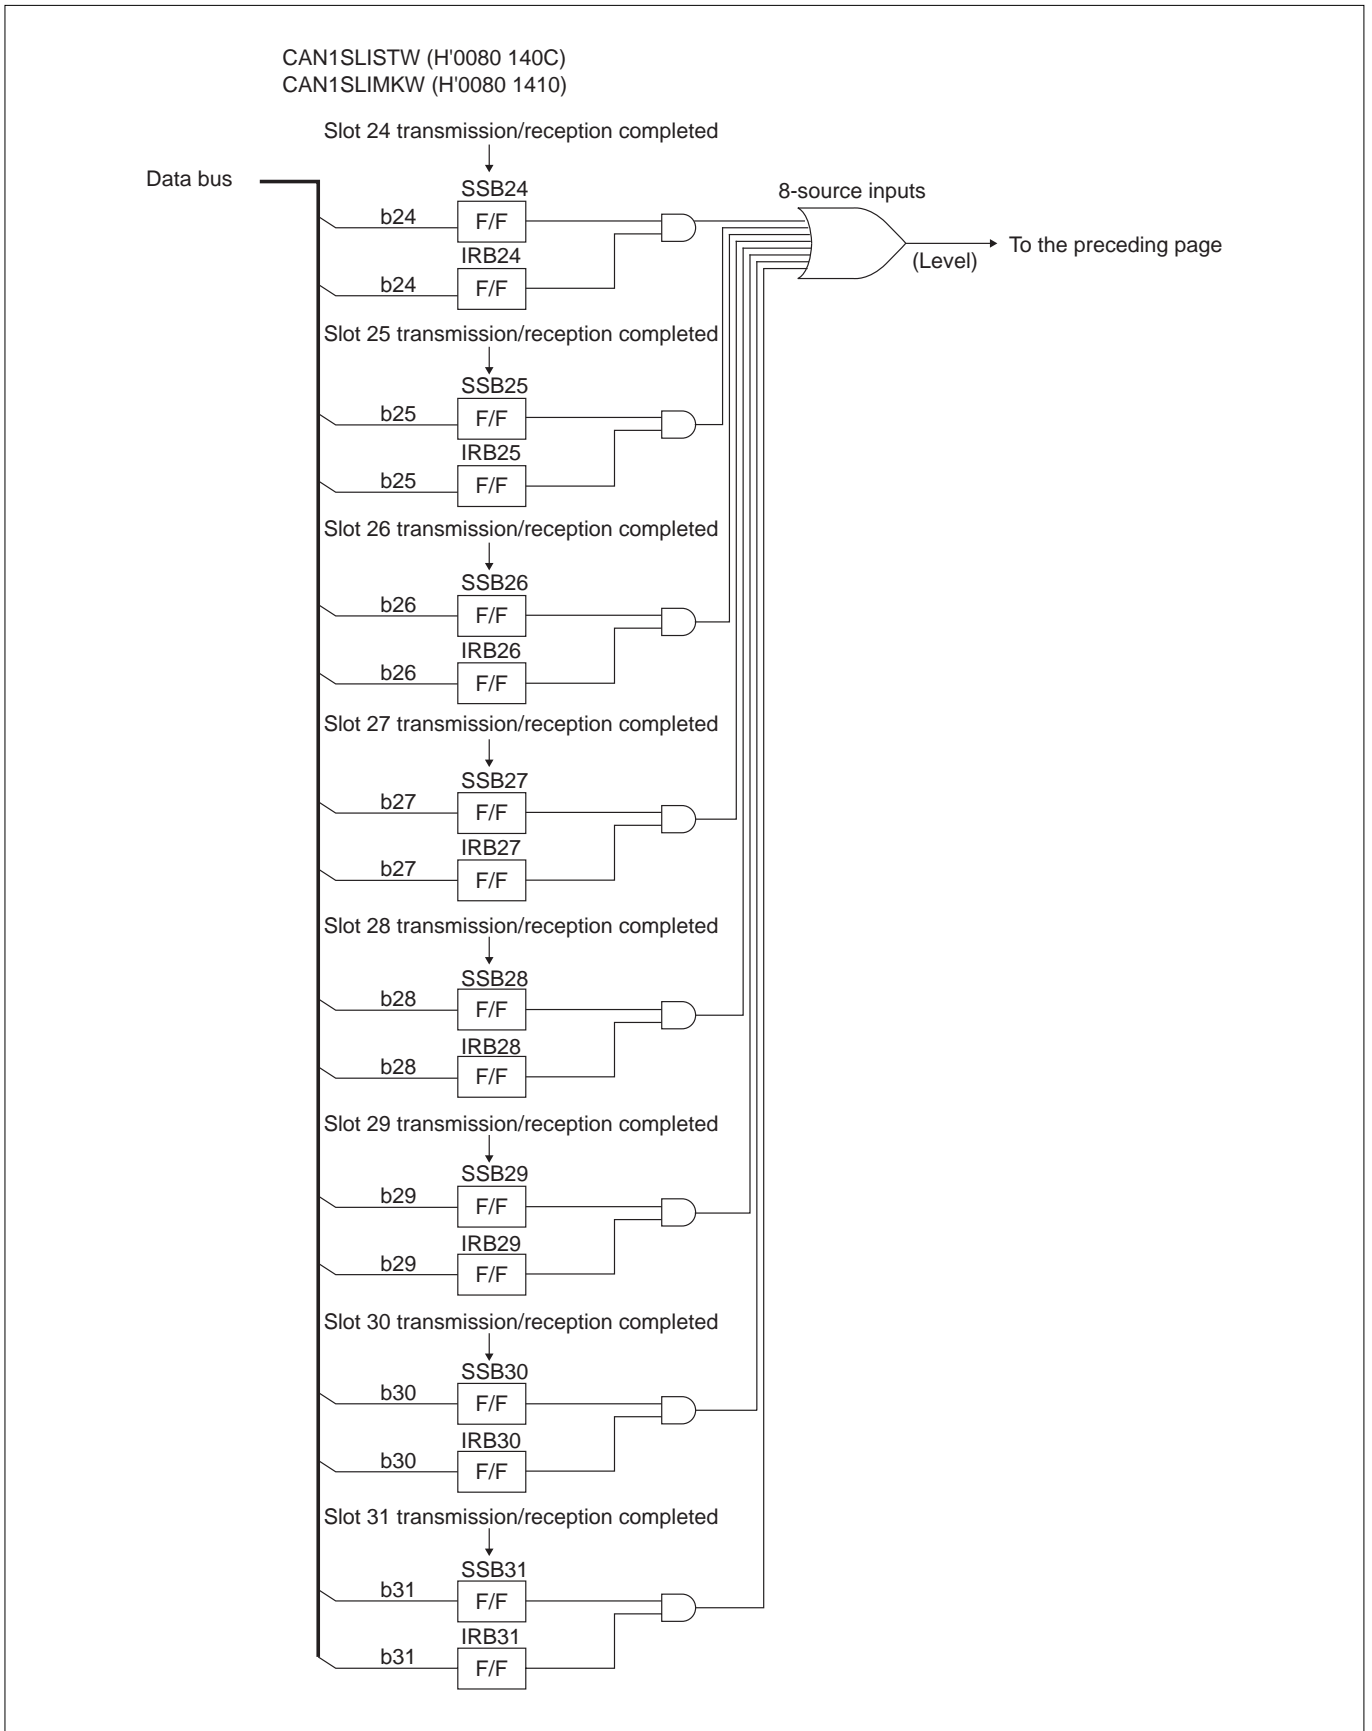 CAN1SLISTW (H'0080 140C)
CAN1SLIMKW (H'0080 1410)
Slot 24 transmission/reception completed
Data bus
SSB24
8-source inputs
b24
F/F
To the preceding page
(Level)
IRB24
b24
F/F
Slot 25 transmission/reception completed
SSB25
b25
F/F
IRB25
b25
F/F
Slot 26 transmission/reception completed
SSB26
b26
F/F
IRB26
b26
F/F
Slot 27 transmission/reception completed
SSB27
b27
F/F
IRB27
b27
F/F
Slot 28 transmission/reception completed
SSB28
b28
F/F
IRB28
b28
F/F
Slot 29 transmission/reception completed
SSB29
b29
F/F
IRB29
b29
F/F
Slot 30 transmission/reception completed
SSB30
b30
F/F
IRB30
b30
F/F
Slot 31 transmission/reception completed
SSB31
b31
F/F
IRB31
b31
F/F